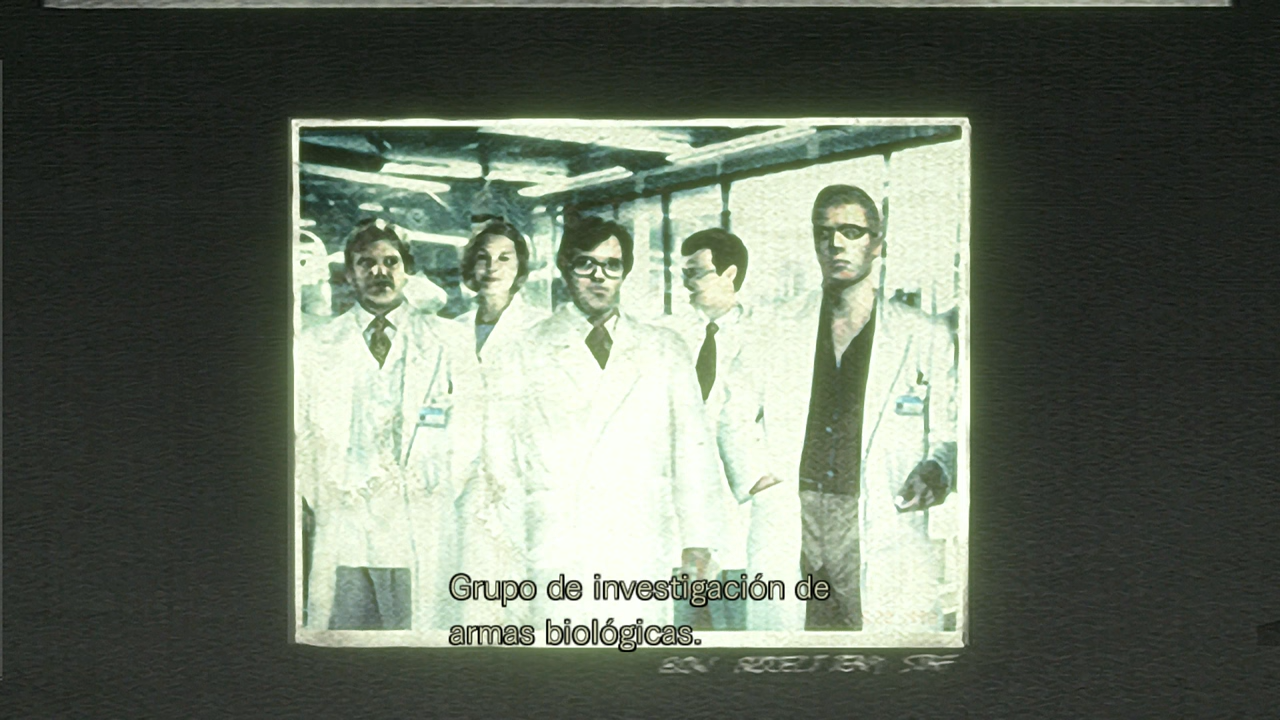 Grupo de investigación de
armas biológicas.